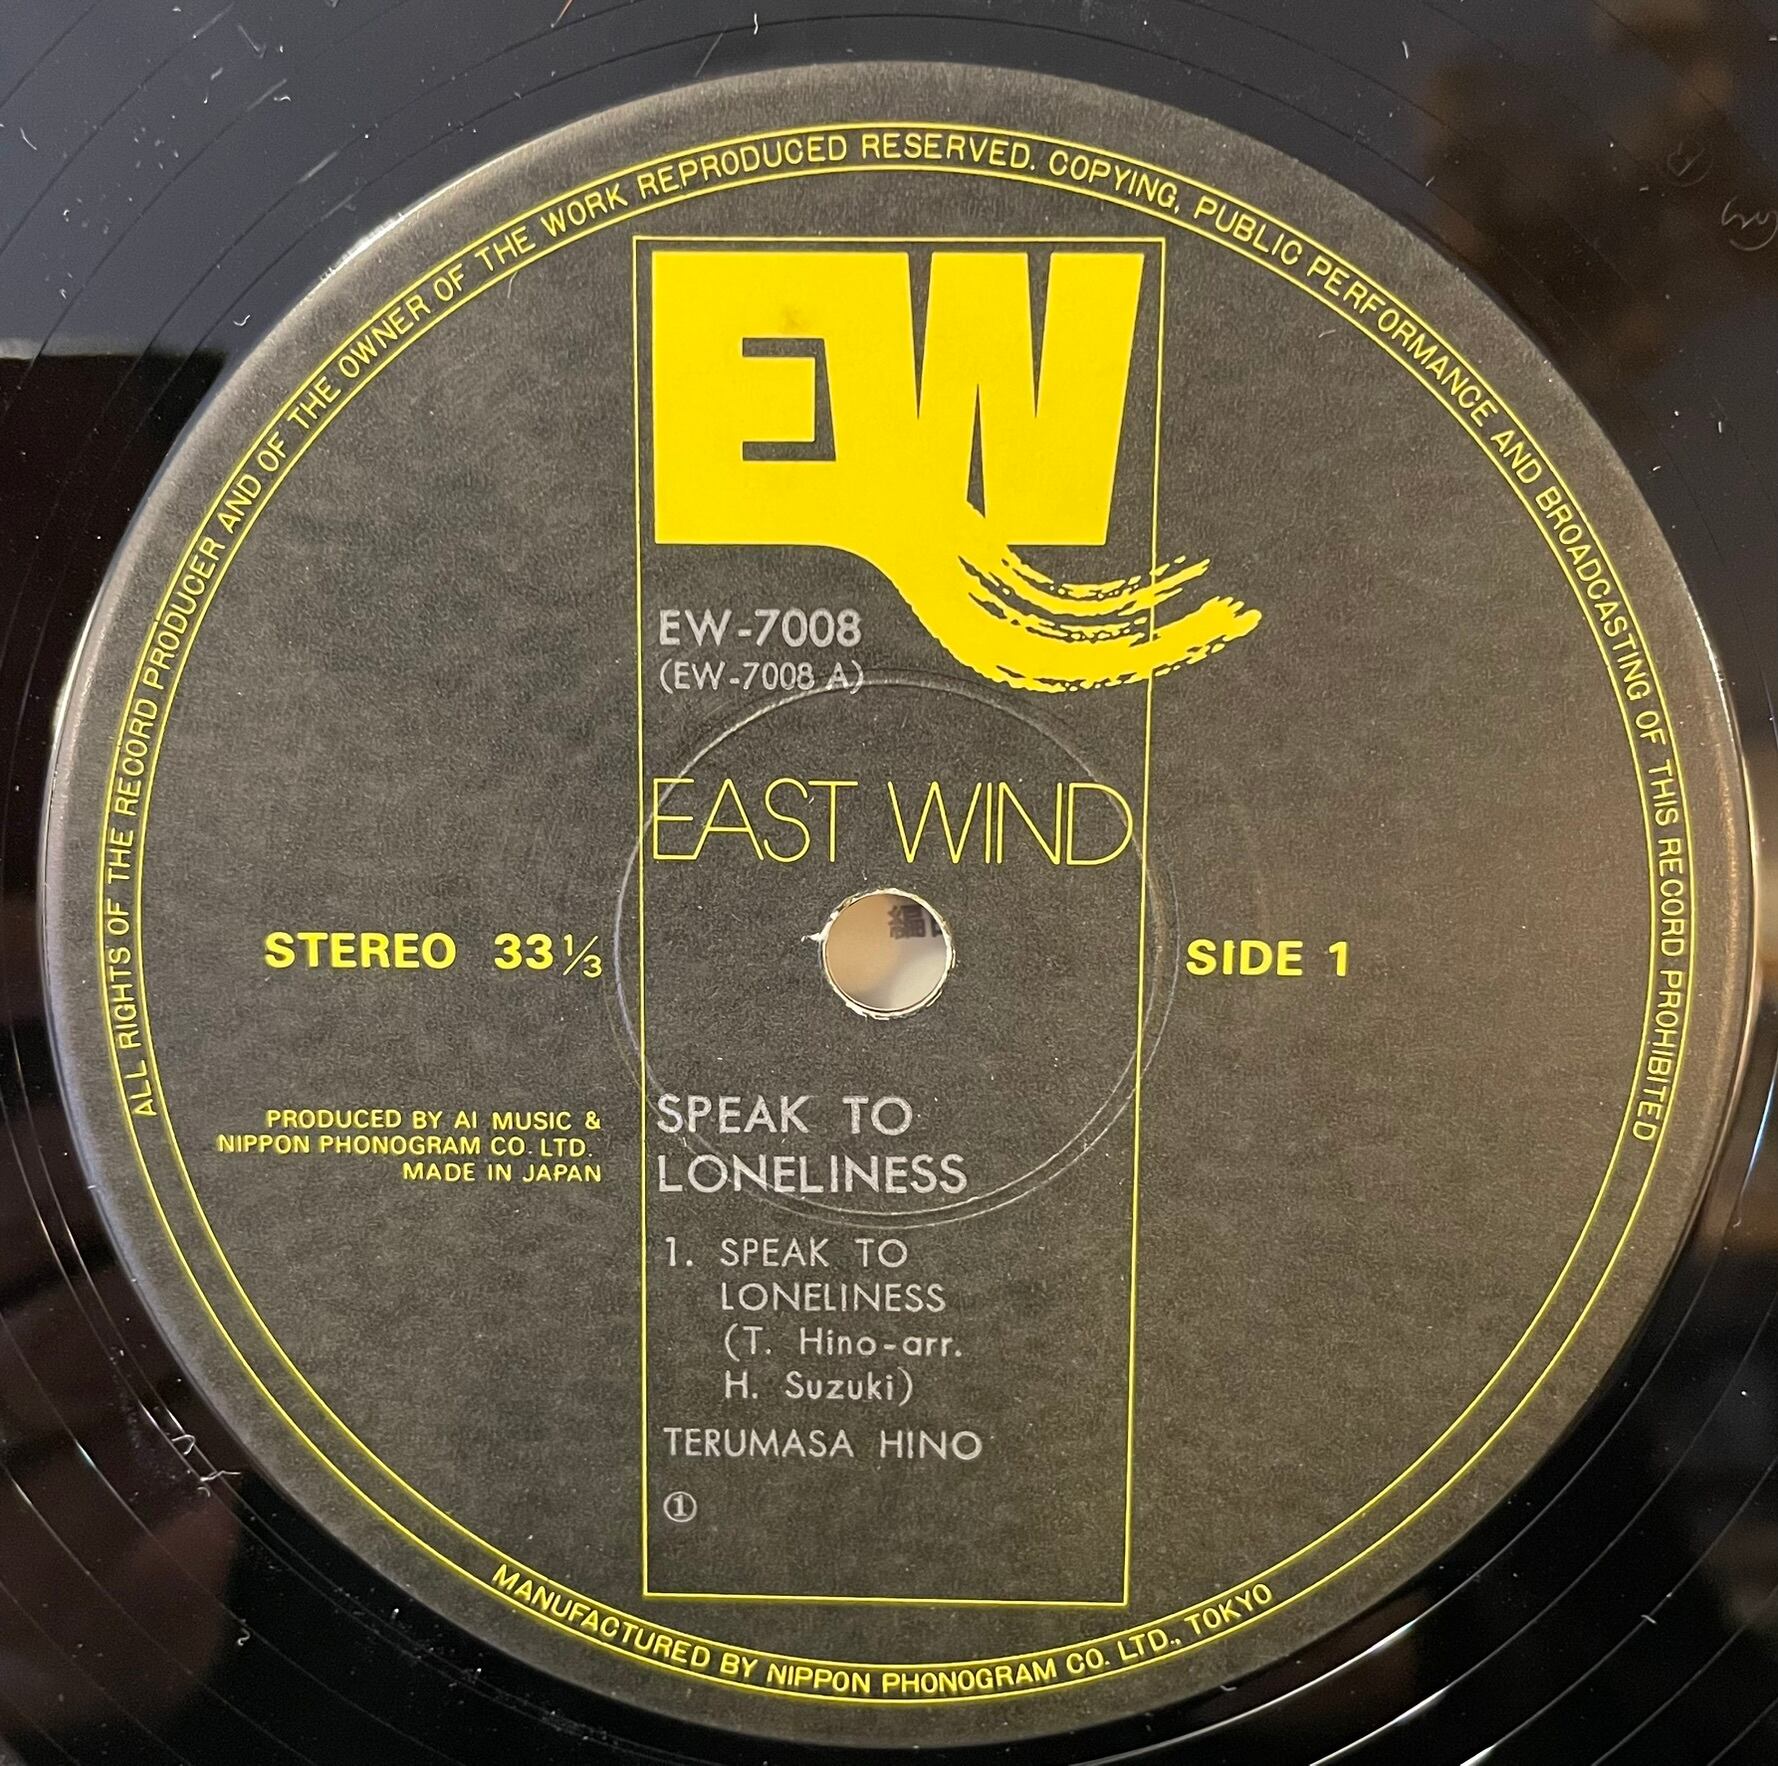 ALL RIGHTS OF THE RECORD PRODUCER AND OF THE OWNER OF THE WORK REPRODUCED RESERVED. COPYING, PUBLIC PERFORMANCE AND BROADCASTING OF THIS RECORD PROHIBITED
EW
EW-7008
(EW-7008 A)
EAST WIND
STEREO 33 1/3
SIDE 1
PRODUCED BY AI MUSIC &
NIPPON PHONOGRAM CO. LTD.
MADE IN JAPAN
SPEAK TO
LONELINESS
1. SPEAK TO
LONELINESS
(T. Hino-arr.
H. Suzuki)
TERUMASA HINO
①
MANUFACTURED BY NIPPON PHONOGRAM CO. LTD., TOKYO